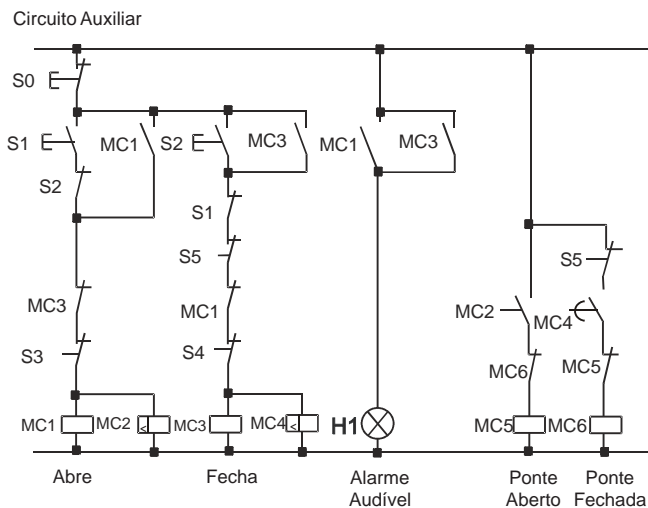 Circuito Auxiliar
S0
S1
MC1
S2
MC3
MC1
MC3
S2
S1
S5
S5
MC3
MC1
MC2
MC4
S3
S4
MC6
MC5
MC1
MC2
<
MC3
MC4
<
H1
MC5
MC6
Abre
Fecha
Alarme
Audível
Ponte
Aberto
Ponte
Fechada